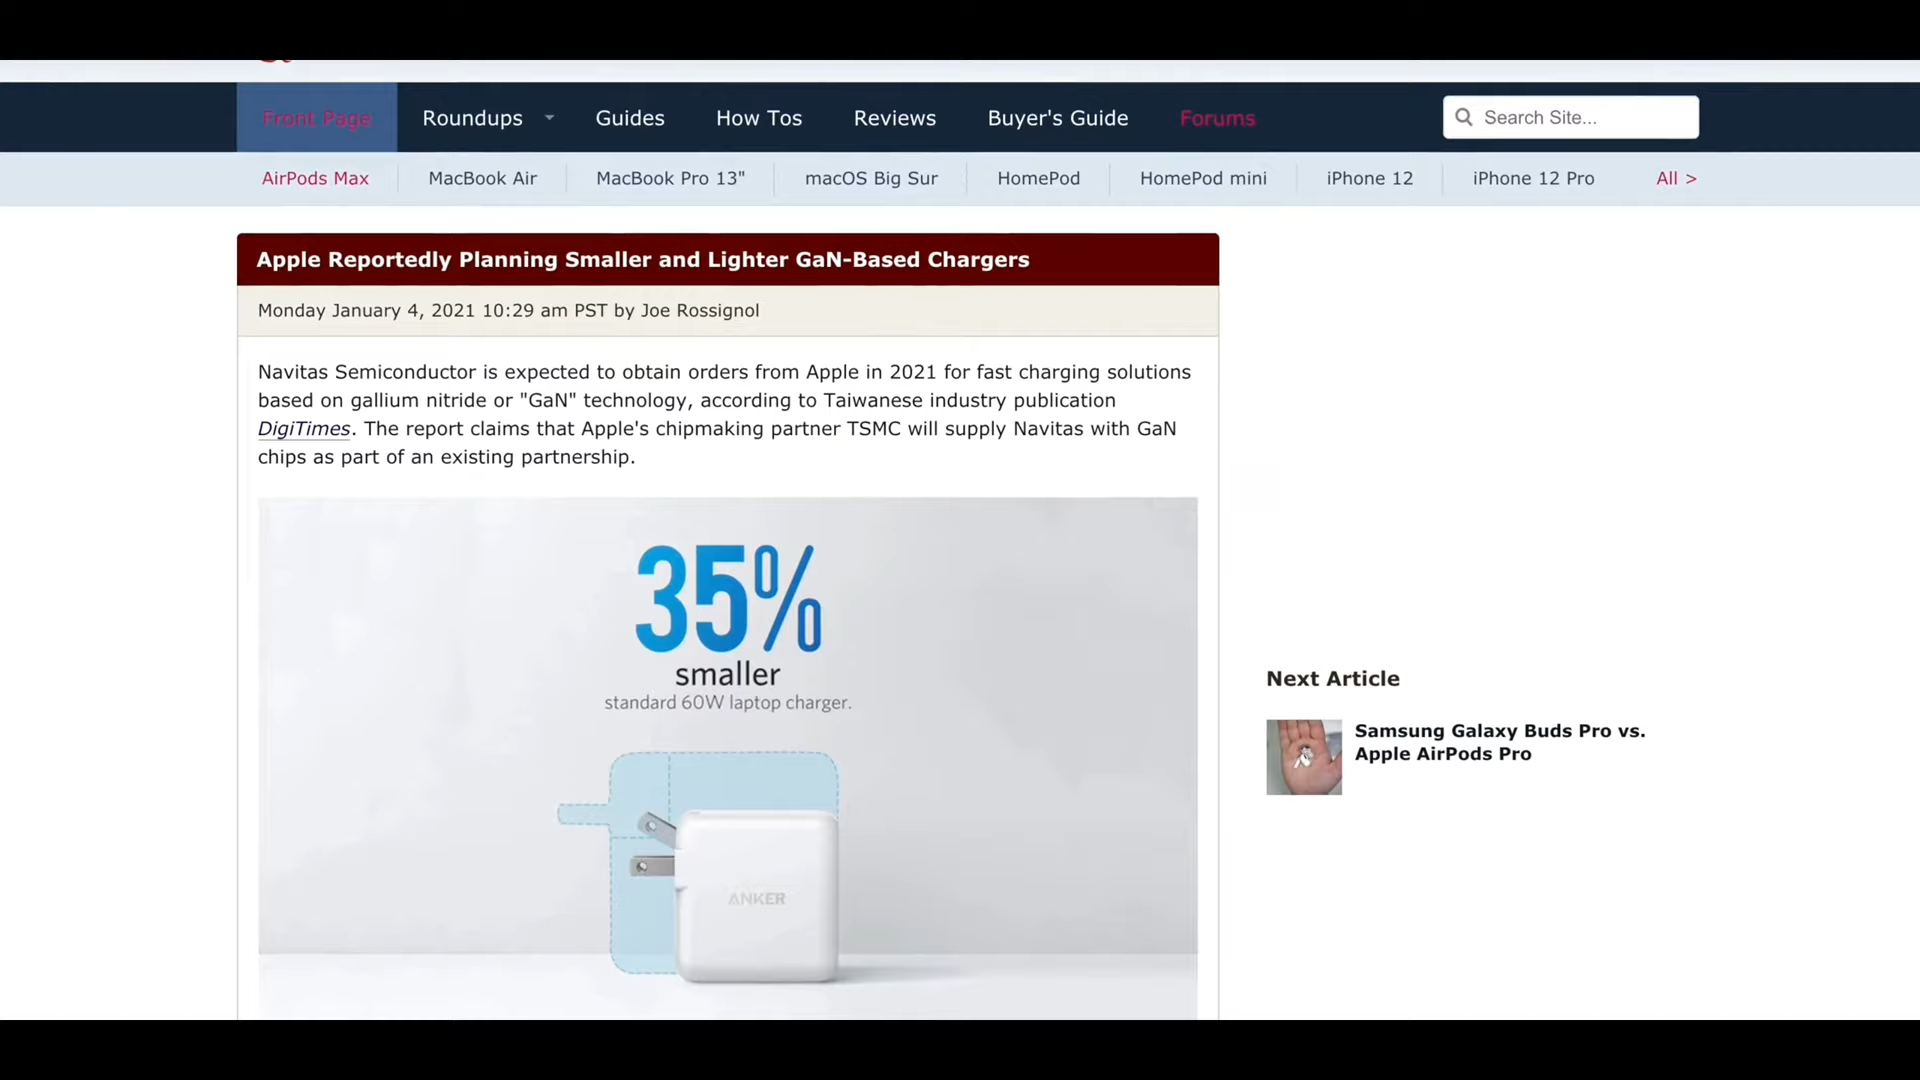 Front Page Roundups Guides How Tos Reviews Buyer's Guide Forums Search Site...
AirPods Max MacBook Air MacBook Pro 13" macOS Big Sur HomePod HomePod mini iPhone 12 iPhone 12 Pro All >
Apple Reportedly Planning Smaller and Lighter GaN-Based Chargers
Monday January 4, 2021 10:29 am PST by Joe Rossignol
Navitas Semiconductor is expected to obtain orders from Apple in 2021 for fast charging solutions
based on gallium nitride or "GaN" technology, according to Taiwanese industry publication
DigiTimes. The report claims that Apple's chipmaking partner TSMC will supply Navitas with GaN
chips as part of an existing partnership.
35%
smaller
standard 60W laptop charger.
ANKER
Next Article
Samsung Galaxy Buds Pro vs.
Apple AirPods Pro